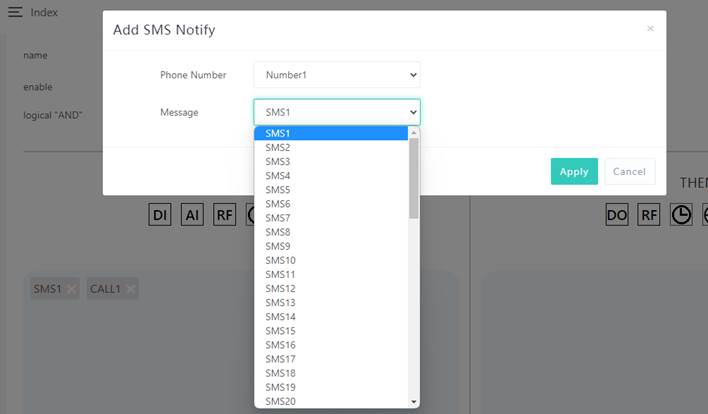 Index
Add SMS Notify
×
name
Phone Number Number1
enable
Message SMS1
logical "AND"
SMS1
SMS2
SMS3
SMS4
SMS5
SMS6
SMS7
SMS8
SMS9
SMS10
SMS11
SMS12
SMS13
SMS14
SMS15
SMS16
SMS17
SMS18
SMS19
SMS20
Apply Cancel
THEN
DI AI RF
DO RF
SMS1 × CALL1 ×